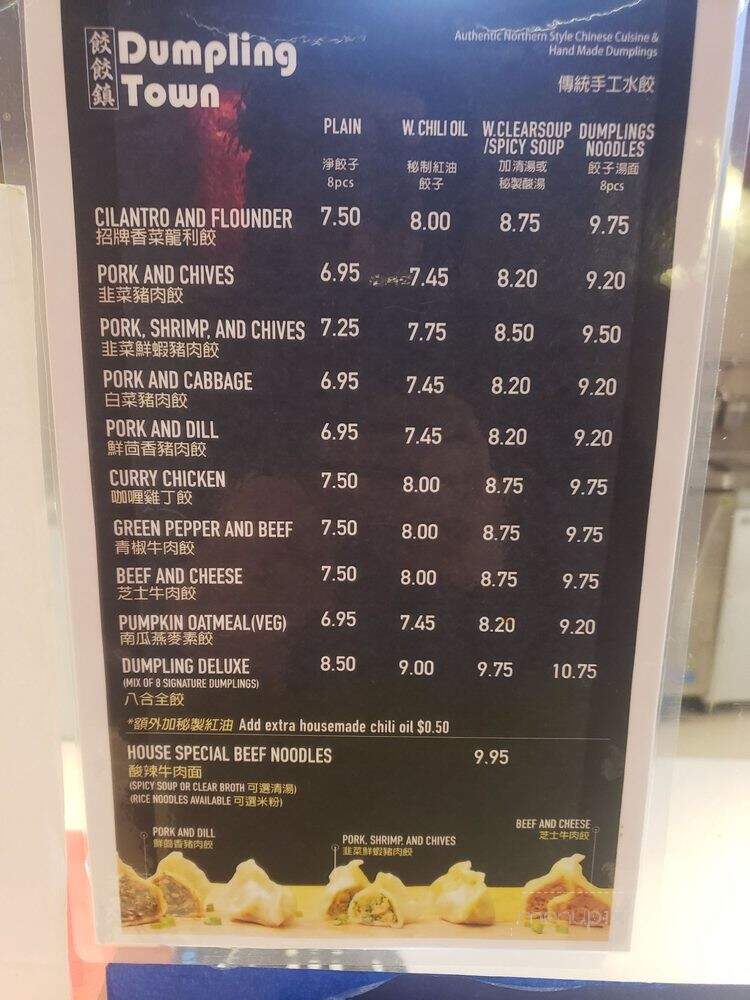 餃餃鎮
Dumpling
Town
Authentic Northern Style Chinese Cuisine &
Hand Made Dumplings
傳統手工水餃
PLAIN W. CHILI OIL W.CLEARSOUP DUMPLINGS
/SPICY SOUP NOODLES
淨餃子 秘制紅油 加清湯或 餃子湯面
8pcs 餃子 秘製酸湯 8pcs
CILANTRO AND FLOUNDER 7.50 8.00 8.75 9.75
招牌香菜龍利餃
PORK AND CHIVES 6.95 7.45 8.20 9.20
韭菜豬肉餃
PORK, SHRIMP, AND CHIVES 7.25 7.75 8.50 9.50
韭菜鮮蝦豬肉餃
PORK AND CABBAGE 6.95 7.45 8.20 9.20
白菜豬肉餃
PORK AND DILL 6.95 7.45 8.20 9.20
鮮茴香豬肉餃
CURRY CHICKEN 7.50 8.00 8.75 9.75
咖喱雞丁餃
GREEN PEPPER AND BEEF 7.50 8.00 8.75 9.75
青椒牛肉餃
BEEF AND CHEESE 7.50 8.00 8.75 9.75
芝士牛肉餃
PUMPKIN OATMEAL(VEG) 6.95 7.45 8.20 9.20
南瓜燕麥素餃
DUMPLING DELUXE 8.50 9.00 9.75 10.75
(MIX OF 8 SIGNATURE DUMPLINGS)
八合全餃
*額外加秘製紅油 Add extra housemade chili oil $0.50
HOUSE SPECIAL BEEF NOODLES 9.95
酸辣牛肉面
(SPICY SOUP OR CLEAR BROTH 可選清湯)
(RICE NOODLES AVAILABLE 可選米粉)
PORK AND DILL
鮮茴香豬肉餃
PORK, SHRIMP, AND CHIVES
韭菜鮮蝦豬肉餃
BEEF AND CHEESE
芝士牛肉餃